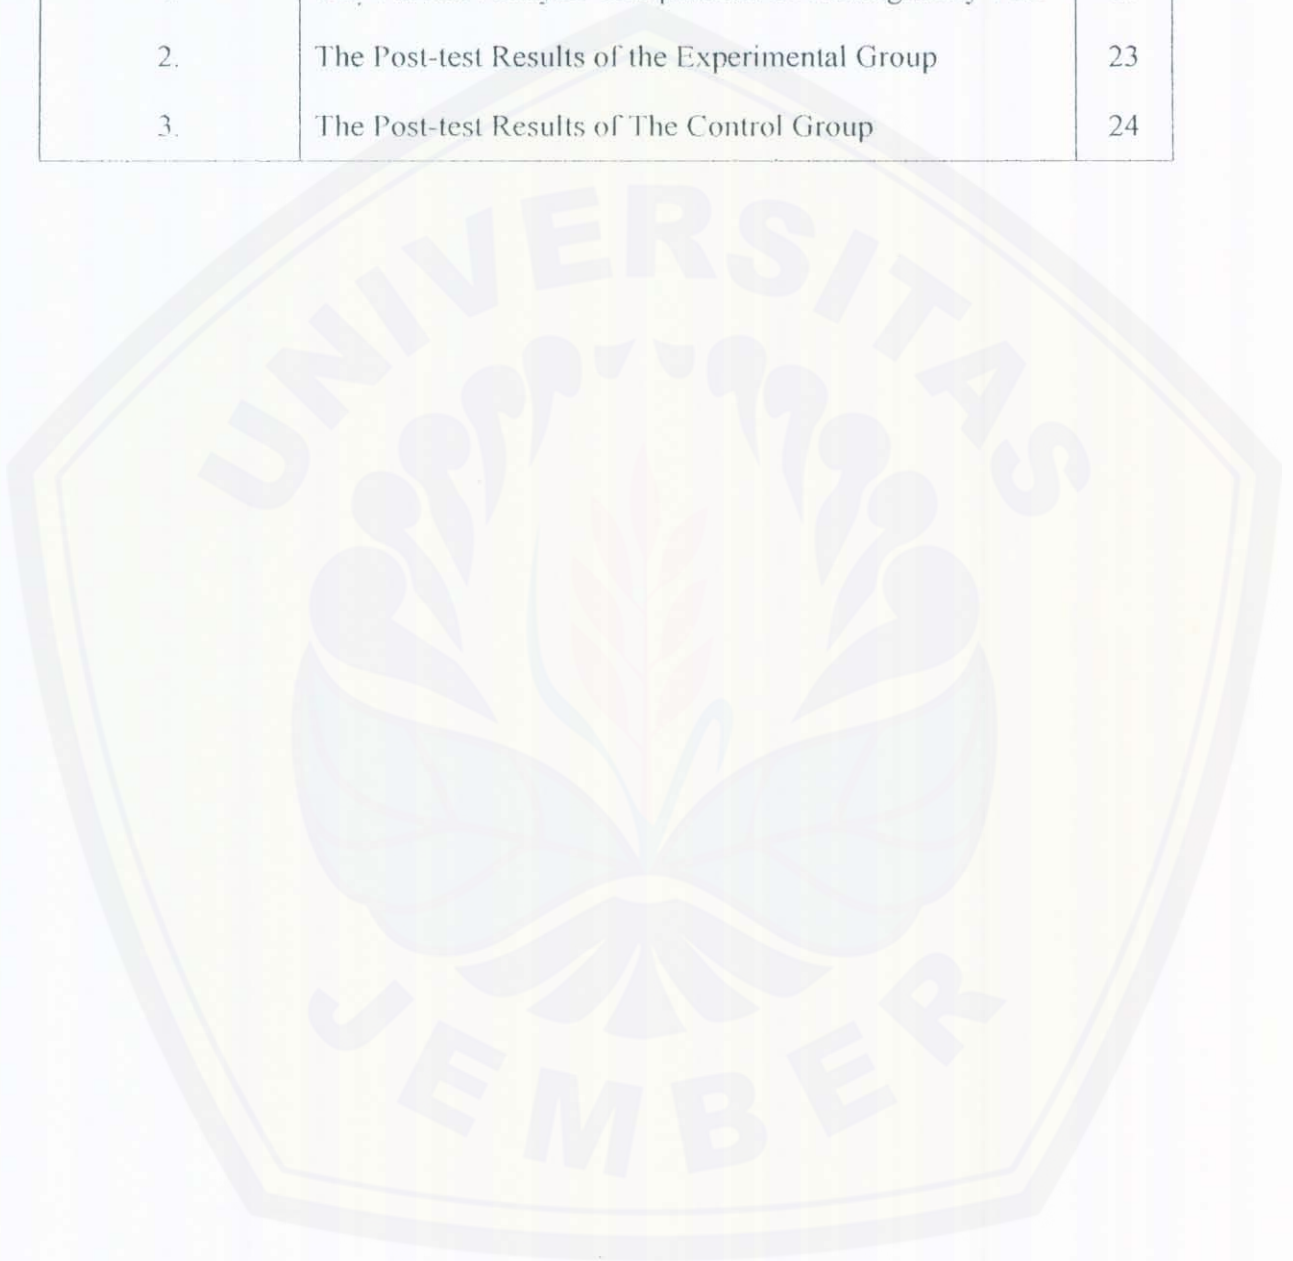 2. The Post-test Results of the Experimental Group 23
3. The Post-test Results of The Control Group 24
UNIVERSITAS
JEMBER